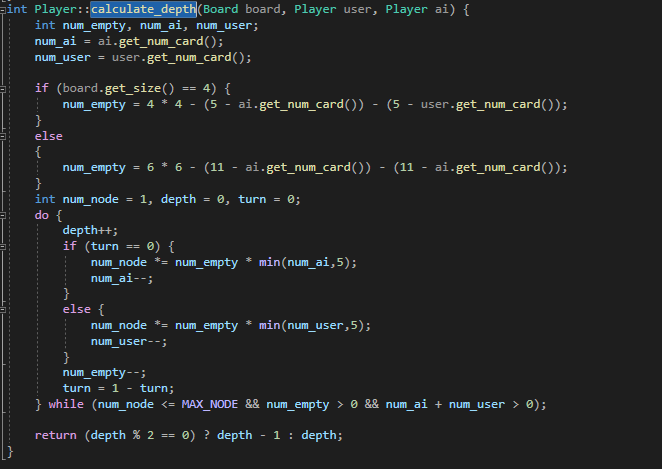 int Player::calculate_depth(Board board, Player user, Player ai) {
    int num_empty, num_ai, num_user;
    num_ai = ai.get_num_card();
    num_user = user.get_num_card();

    if (board.get_size() == 4) {
        num_empty = 4 * 4 - (5 - ai.get_num_card()) - (5 - user.get_num_card());
    }
    else
    {
        num_empty = 6 * 6 - (11 - ai.get_num_card()) - (11 - ai.get_num_card());
    }
    int num_node = 1, depth = 0, turn = 0;
    do {
        depth++;
        if (turn == 0) {
            num_node *= num_empty * min(num_ai,5);
            num_ai--;
        }
        else {
            num_node *= num_empty * min(num_user,5);
            num_user--;
        }
        num_empty--;
        turn = 1 - turn;
    } while (num_node <= MAX_NODE && num_empty > 0 && num_ai + num_user > 0);

    return (depth % 2 == 0) ? depth - 1 : depth;
}